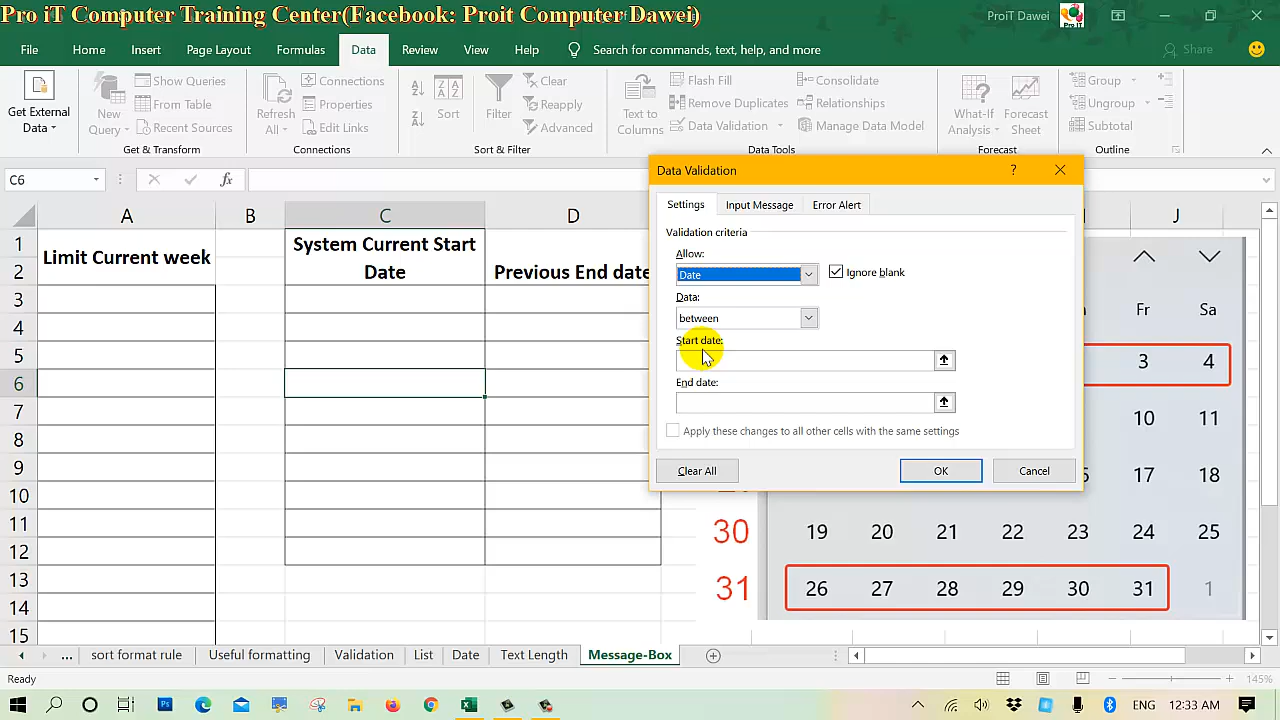 Pro iT Computer Training Center(Facebook: Proit Computer Dawei)
ProiT Dawei
File Home Insert Page Layout Formulas Data Review View Help Search for commands, text, help, and more Share
Get External Data
New Query
Show Queries
From Table
Recent Sources
Get & Transform
Refresh All
Connections
Properties
Edit Links
Connections
Sort
Filter
Clear
Reapply
Advanced
Sort & Filter
Text to Columns
Flash Fill
Remove Duplicates
Data Validation
Consolidate
Relationships
Manage Data Model
Data Tools
What-If Analysis
Forecast Sheet
Forecast
Group
Ungroup
Subtotal
Outline
C6
fx
A B C D J
1
2
3
4
5
6
7
8
9
10
11
12
13
14
15
Limit Current week
System Current Start
Date
Previous End date
Data Validation
?
Settings Input Message Error Alert
Validation criteria
Allow:
Date
Ignore blank
Data:
between
Start date:
End date:
Apply these changes to all other cells with the same settings
Clear All OK Cancel
Fr Sa
3 4
10 11
17 18
30 19 20 21 22 23 24 25
31 26 27 28 29 30 31 1
... sort format rule Useful formatting Validation List Date Text Length Message-Box
Ready
145%
ENG 12:33 AM